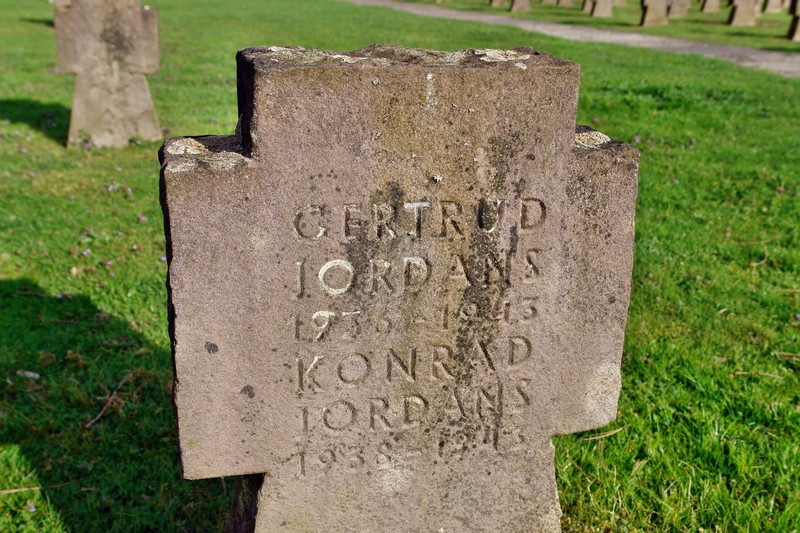 GERTRUD
JORDANS
1936-1943
KONRAD
JORDANS
1938-1943